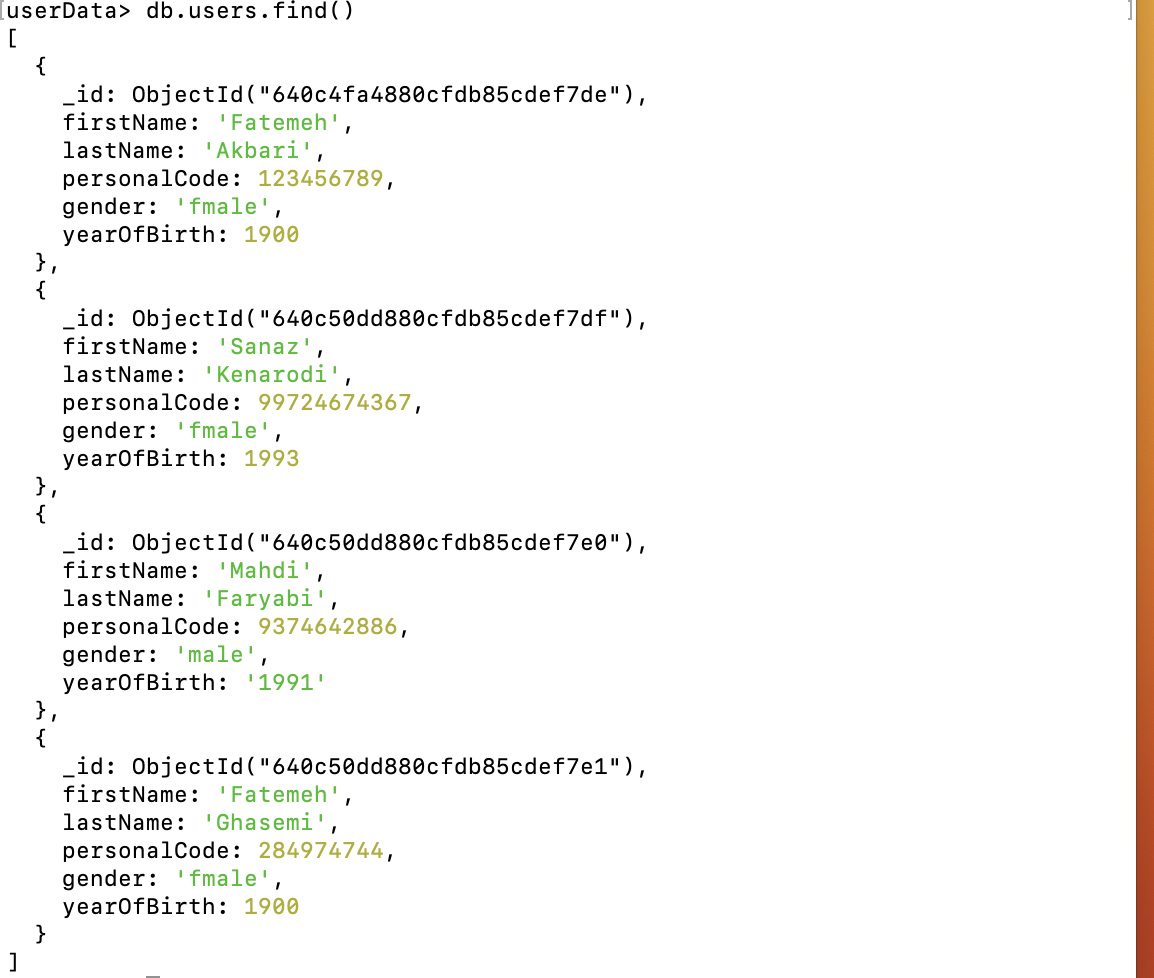 [userData> db.users.find() ]
[
  {
    _id: ObjectId("640c4fa4880cfdb85cdef7de"),
    firstName: 'Fatemeh',
    lastName: 'Akbari',
    personalCode: 123456789,
    gender: 'fmale',
    yearOfBirth: 1900
  },
  {
    _id: ObjectId("640c50dd880cfdb85cdef7df"),
    firstName: 'Sanaz',
    lastName: 'Kenarodi',
    personalCode: 99724674367,
    gender: 'fmale',
    yearOfBirth: 1993
  },
  {
    _id: ObjectId("640c50dd880cfdb85cdef7e0"),
    firstName: 'Mahdi',
    lastName: 'Faryabi',
    personalCode: 9374642886,
    gender: 'male',
    yearOfBirth: '1991'
  },
  {
    _id: ObjectId("640c50dd880cfdb85cdef7e1"),
    firstName: 'Fatemeh',
    lastName: 'Ghasemi',
    personalCode: 284974744,
    gender: 'fmale',
    yearOfBirth: 1900
  }
]